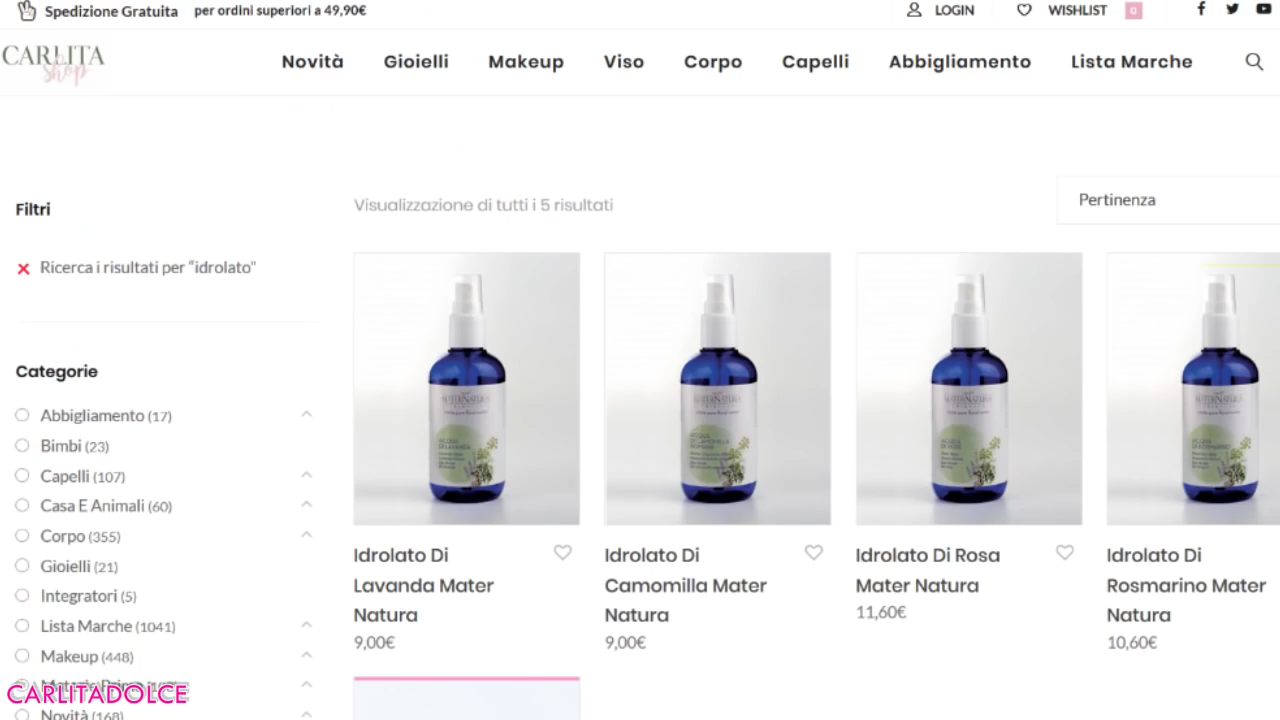 Spedizione Gratuita per ordini superiori a 49,90€
LOGIN
WISHLIST 0
CARLITA
shop
Novità Gioielli Makeup Viso Corpo Capelli Abbigliamento Lista Marche
Filtri
Visualizzazione di tutti i 5 risultati
Pertinenza
Ricerca i risultati per “idrolato”
Categorie
Abbigliamento (17)
Bimbi (23)
Capelli (107)
Casa E Animali (60)
Corpo (355)
Gioielli (21)
Integratori (5)
Lista Marche (1041)
Makeup (448)
Novità (168)
CARLITADOLCE
Idrolato Di
Lavanda Mater
Natura
9,00€
Idrolato Di
Camomilla Mater
Natura
9,00€
Idrolato Di Rosa
Mater Natura
11,60€
Idrolato Di
Rosmarino Mater
Natura
10,60€